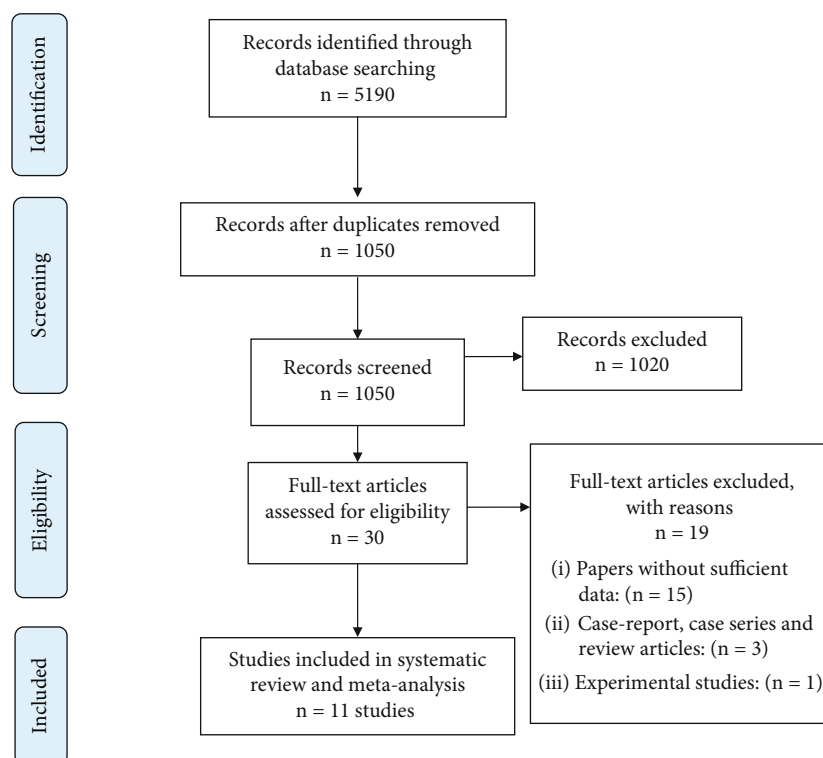 Identification
Records identified through
database searching
n = 5190
Screening
Records after duplicates removed
n = 1050
Records screened
n = 1050
Records excluded
n = 1020
Eligibility
Full-text articles
assessed for eligibility
n = 30
Full-text articles excluded,
with reasons
n = 19
(i) Papers without sufficient
data: (n = 15)
(ii) Case-report, case series and
review articles: (n = 3)
(iii) Experimental studies: (n = 1)
Included
Studies included in systematic
review and meta-analysis
n = 11 studies